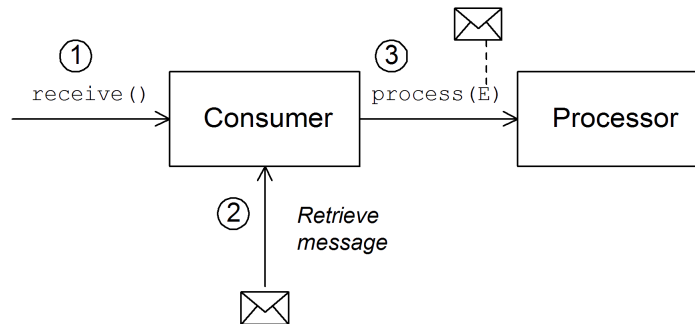 1
receive()
Consumer
3
process(E)
Processor
2
Retrieve
message